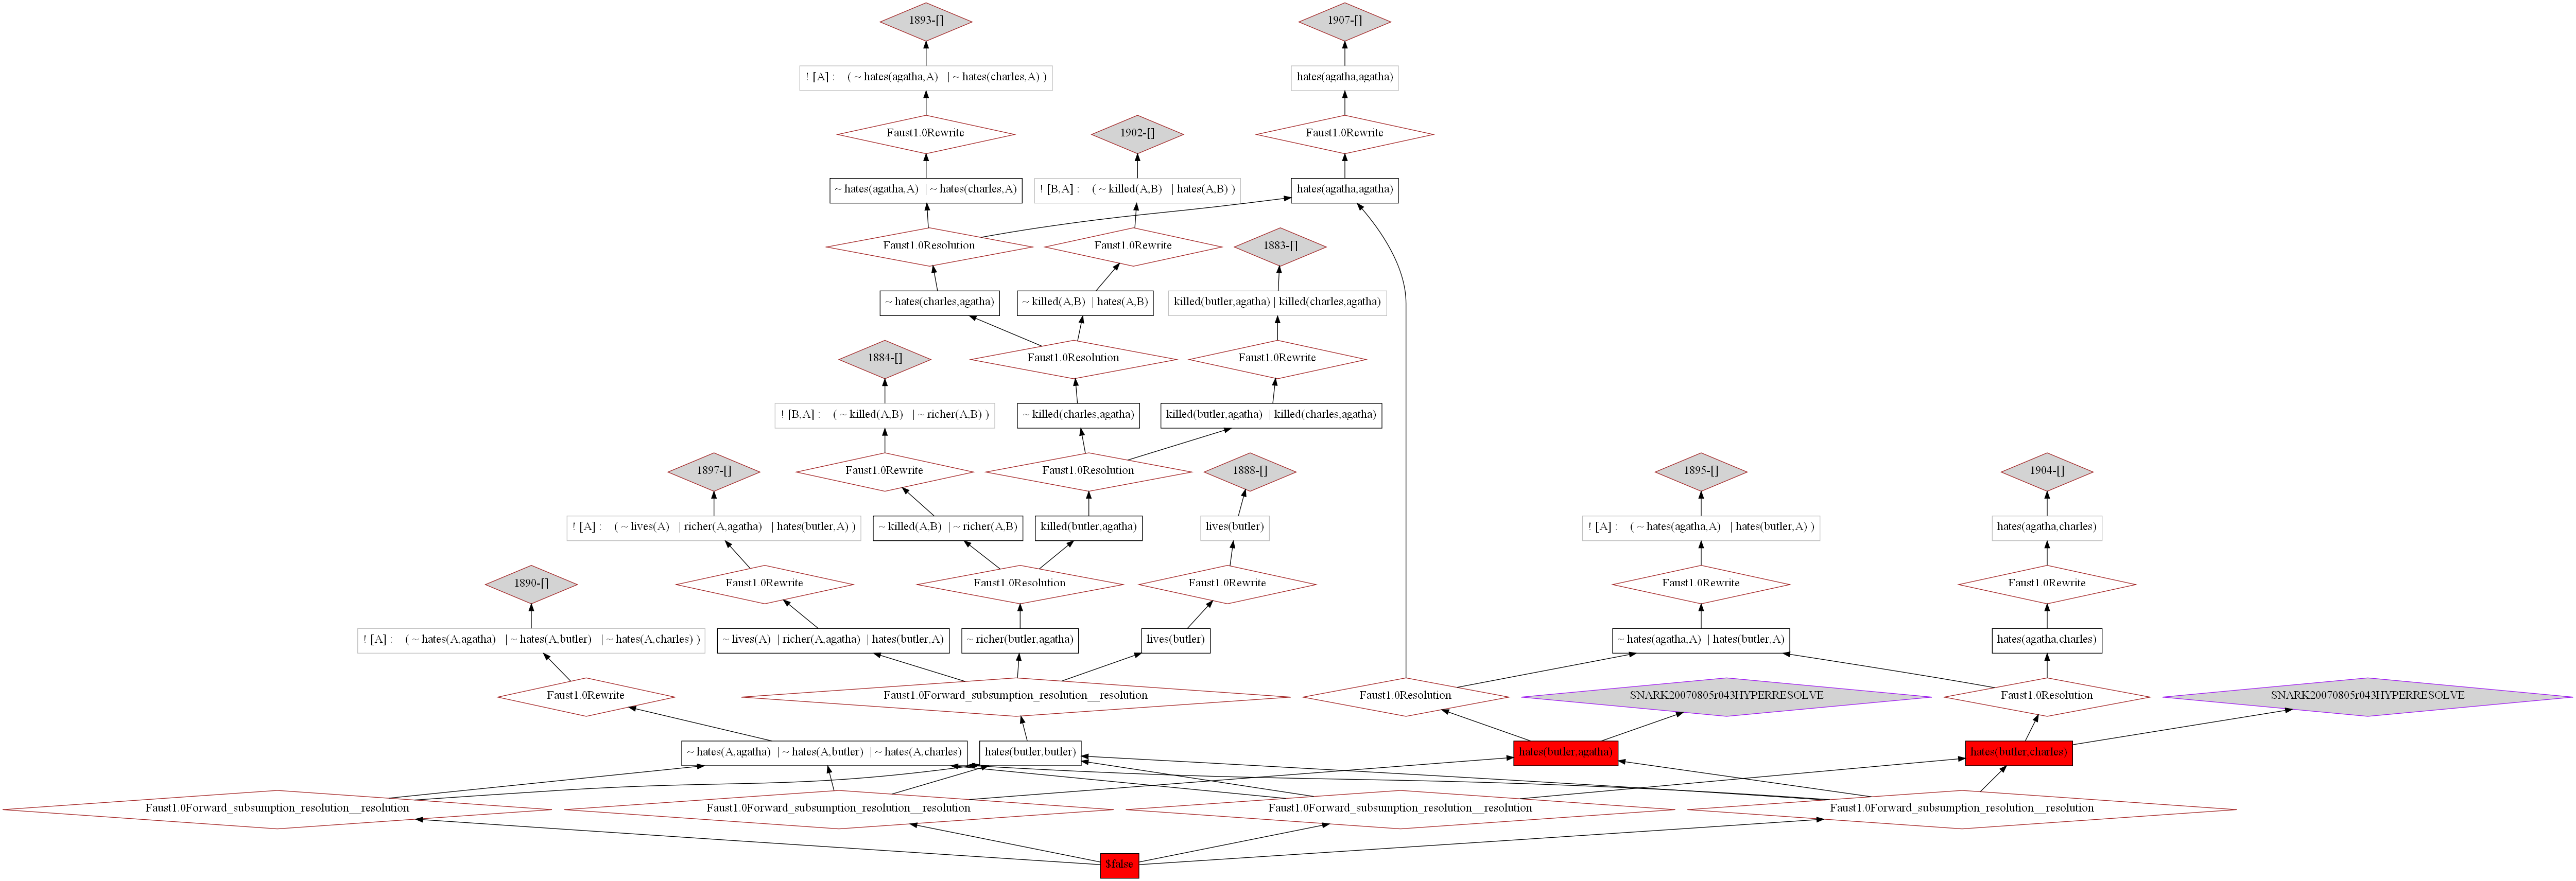 1893-[]
1907-[]
! [A] : ( ~ hates(agatha,A) | ~ hates(charles,A) )
hates(agatha,agatha)
Faust1.0Rewrite
1902-[]
Faust1.0Rewrite
~ hates(agatha,A) | ~ hates(charles,A)
! [B,A] : ( ~ killed(A,B) | hates(A,B) )
hates(agatha,agatha)
Faust1.0Resolution
Faust1.0Rewrite
1883-[]
~ hates(charles,agatha)
~ killed(A,B) | hates(A,B)
killed(butler,agatha) | killed(charles,agatha)
1884-[]
Faust1.0Resolution
Faust1.0Rewrite
! [B,A] : ( ~ killed(A,B) | ~ richer(A,B) )
~ killed(charles,agatha)
killed(butler,agatha) | killed(charles,agatha)
1897-[]
Faust1.0Rewrite
Faust1.0Resolution
1888-[]
1895-[]
1904-[]
! [A] : ( ~ lives(A) | richer(A,agatha) | hates(butler,A) )
~ killed(A,B) | ~ richer(A,B)
killed(butler,agatha)
lives(butler)
! [A] : ( ~ hates(agatha,A) | hates(butler,A) )
hates(agatha,charles)
1890-[]
Faust1.0Rewrite
Faust1.0Resolution
Faust1.0Rewrite
Faust1.0Rewrite
Faust1.0Rewrite
! [A] : ( ~ hates(A,agatha) | ~ hates(A,butler) | ~ hates(A,charles) )
~ lives(A) | richer(A,agatha) | hates(butler,A)
~ richer(butler,agatha)
lives(butler)
~ hates(agatha,A) | hates(butler,A)
hates(agatha,charles)
Faust1.0Rewrite
Faust1.0Forward_subsumption_resolution__resolution
Faust1.0Resolution
SNARK20070805r043HYPERRESOLVE
Faust1.0Resolution
SNARK20070805r043HYPERRESOLVE
~ hates(A,agatha) | ~ hates(A,butler) | ~ hates(A,charles)
hates(butler,butler)
hates(butler,agatha)
hates(butler,charles)
Faust1.0Forward_subsumption_resolution__resolution
Faust1.0Forward_subsumption_resolution__resolution
Faust1.0Forward_subsumption_resolution__resolution
Faust1.0Forward_subsumption_resolution__resolution
$false